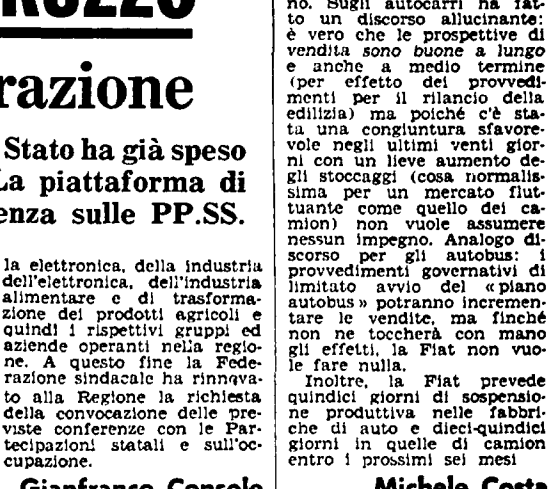 razione
Stato ha già speso
La piattaforma di
enza sulle PP.SS.
la elettronica, della industria
dell'elettronica, dell'industria
alimentare e di trasforma-
zione dei prodotti agricoli e
quindi i rispettivi gruppi ed
aziende operanti nella regio-
ne. A questo fine la Fede-
razione sindacale ha rinnova-
to alla Regione la richiesta
della convocazione delle pre-
viste conferenze con le Par-
tecipazioni statali e sull'oc-
cupazione.
Gianfranco Console
no. Sugli autocarri ha fat-
to un discorso allucinante:
è vero che le prospettive di
vendita sono buone a lungo
e anche a medio termine
(per effetto dei provvedi-
menti per il rilancio della
edilizia) ma poiché c'è sta-
ta una congiuntura sfavore-
vole negli ultimi venti gior-
ni con un lieve aumento de-
gli stoccaggi (cosa normalis-
sima per un mercato flut-
tuante come quello dei ca-
mion) non vuole assumere
nessun impegno. Analogo di-
scorso per gli autobus: i
provvedimenti governativi di
limitato avvio del «piano
autobus» potranno incremen-
tare le vendite, ma finché
non ne toccherà con mano
gli effetti, la Fiat non vuo-
le fare nulla.
Inoltre, la Fiat prevede
quindici giorni di sospensio-
ne produttiva nelle fabbri-
che di auto e dieci-quindici
giorni in quelle di camion
entro i prossimi sei mesi
Michele Costa